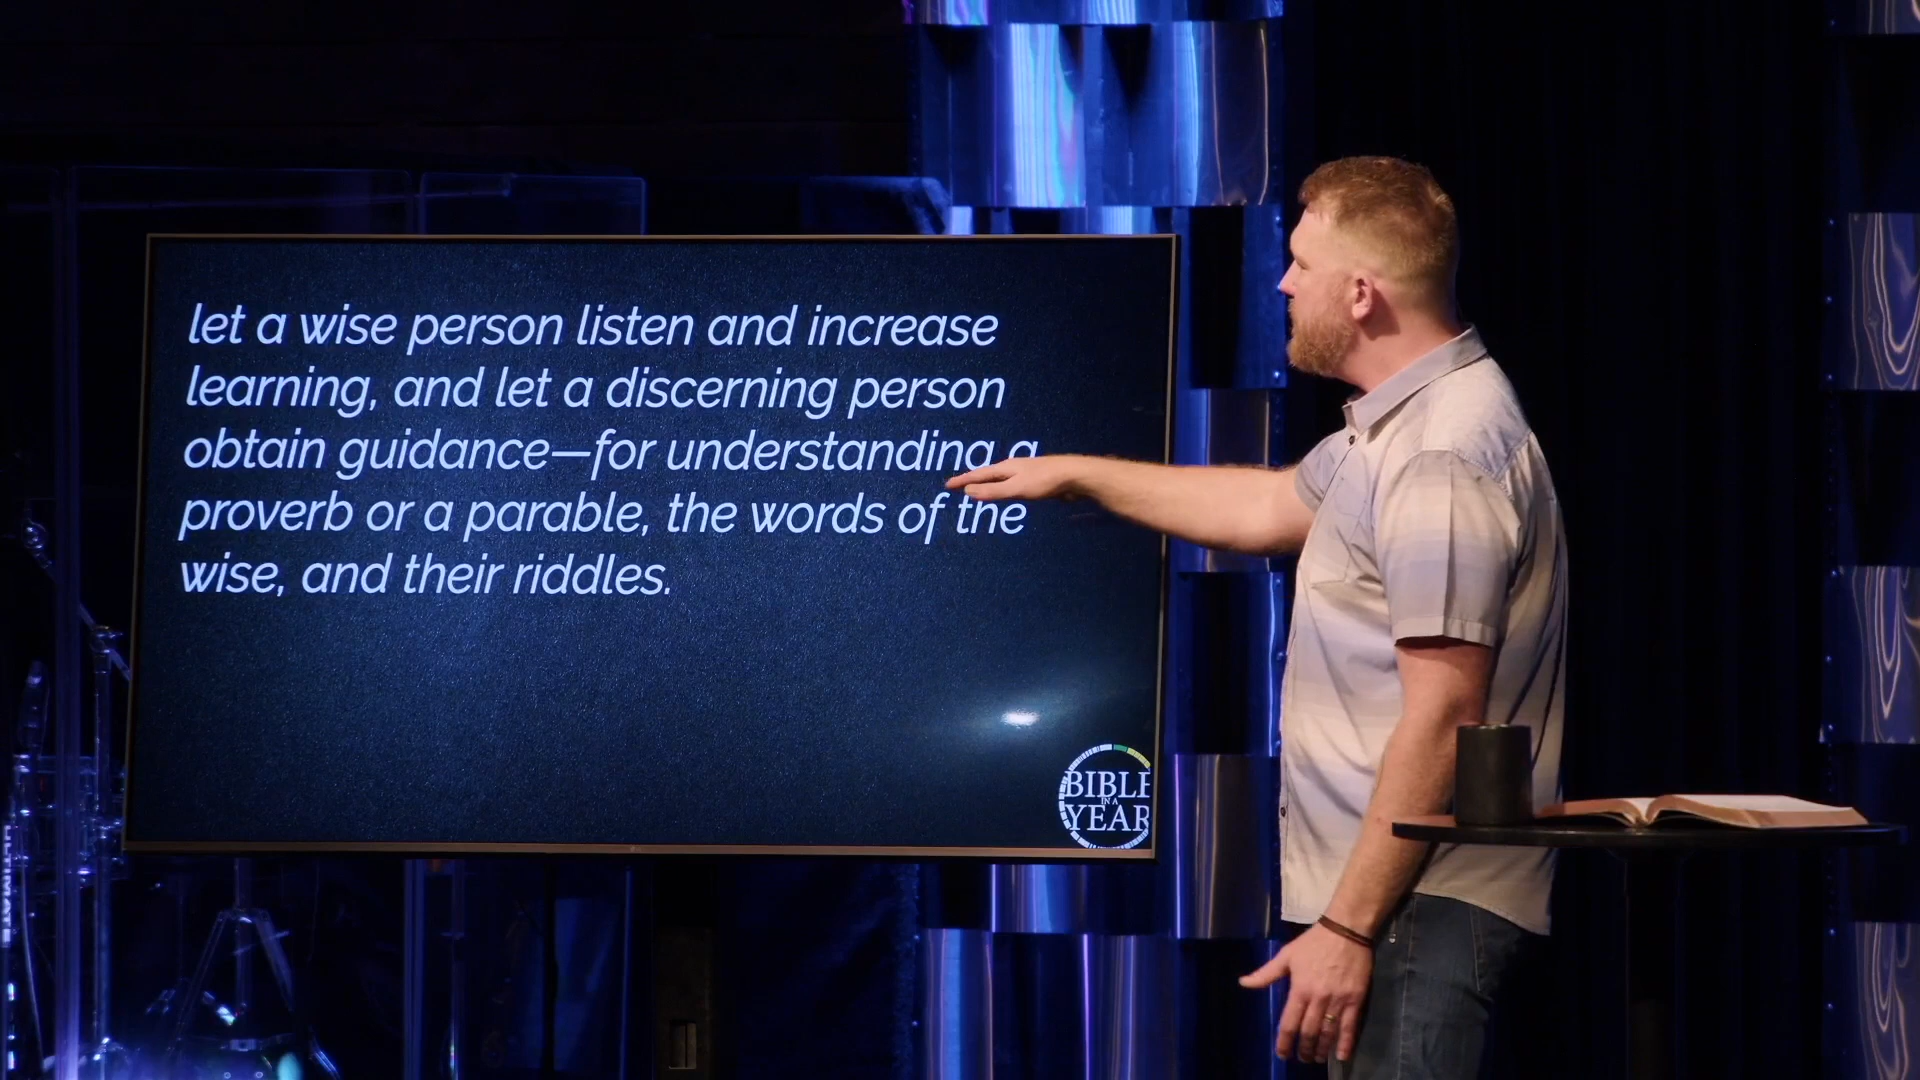 let a wise person listen and increase
learning, and let a discerning person
obtain guidance—for understanding a
proverb or a parable, the words of the
wise, and their riddles.
BIBLE
IN A
YEAR